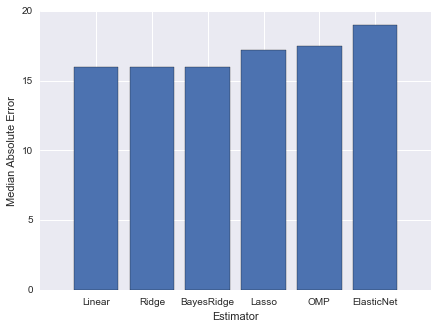 20
15
10
5
0
Median Absolute Error
Linear Ridge BayesRidge Lasso OMP ElasticNet
Estimator